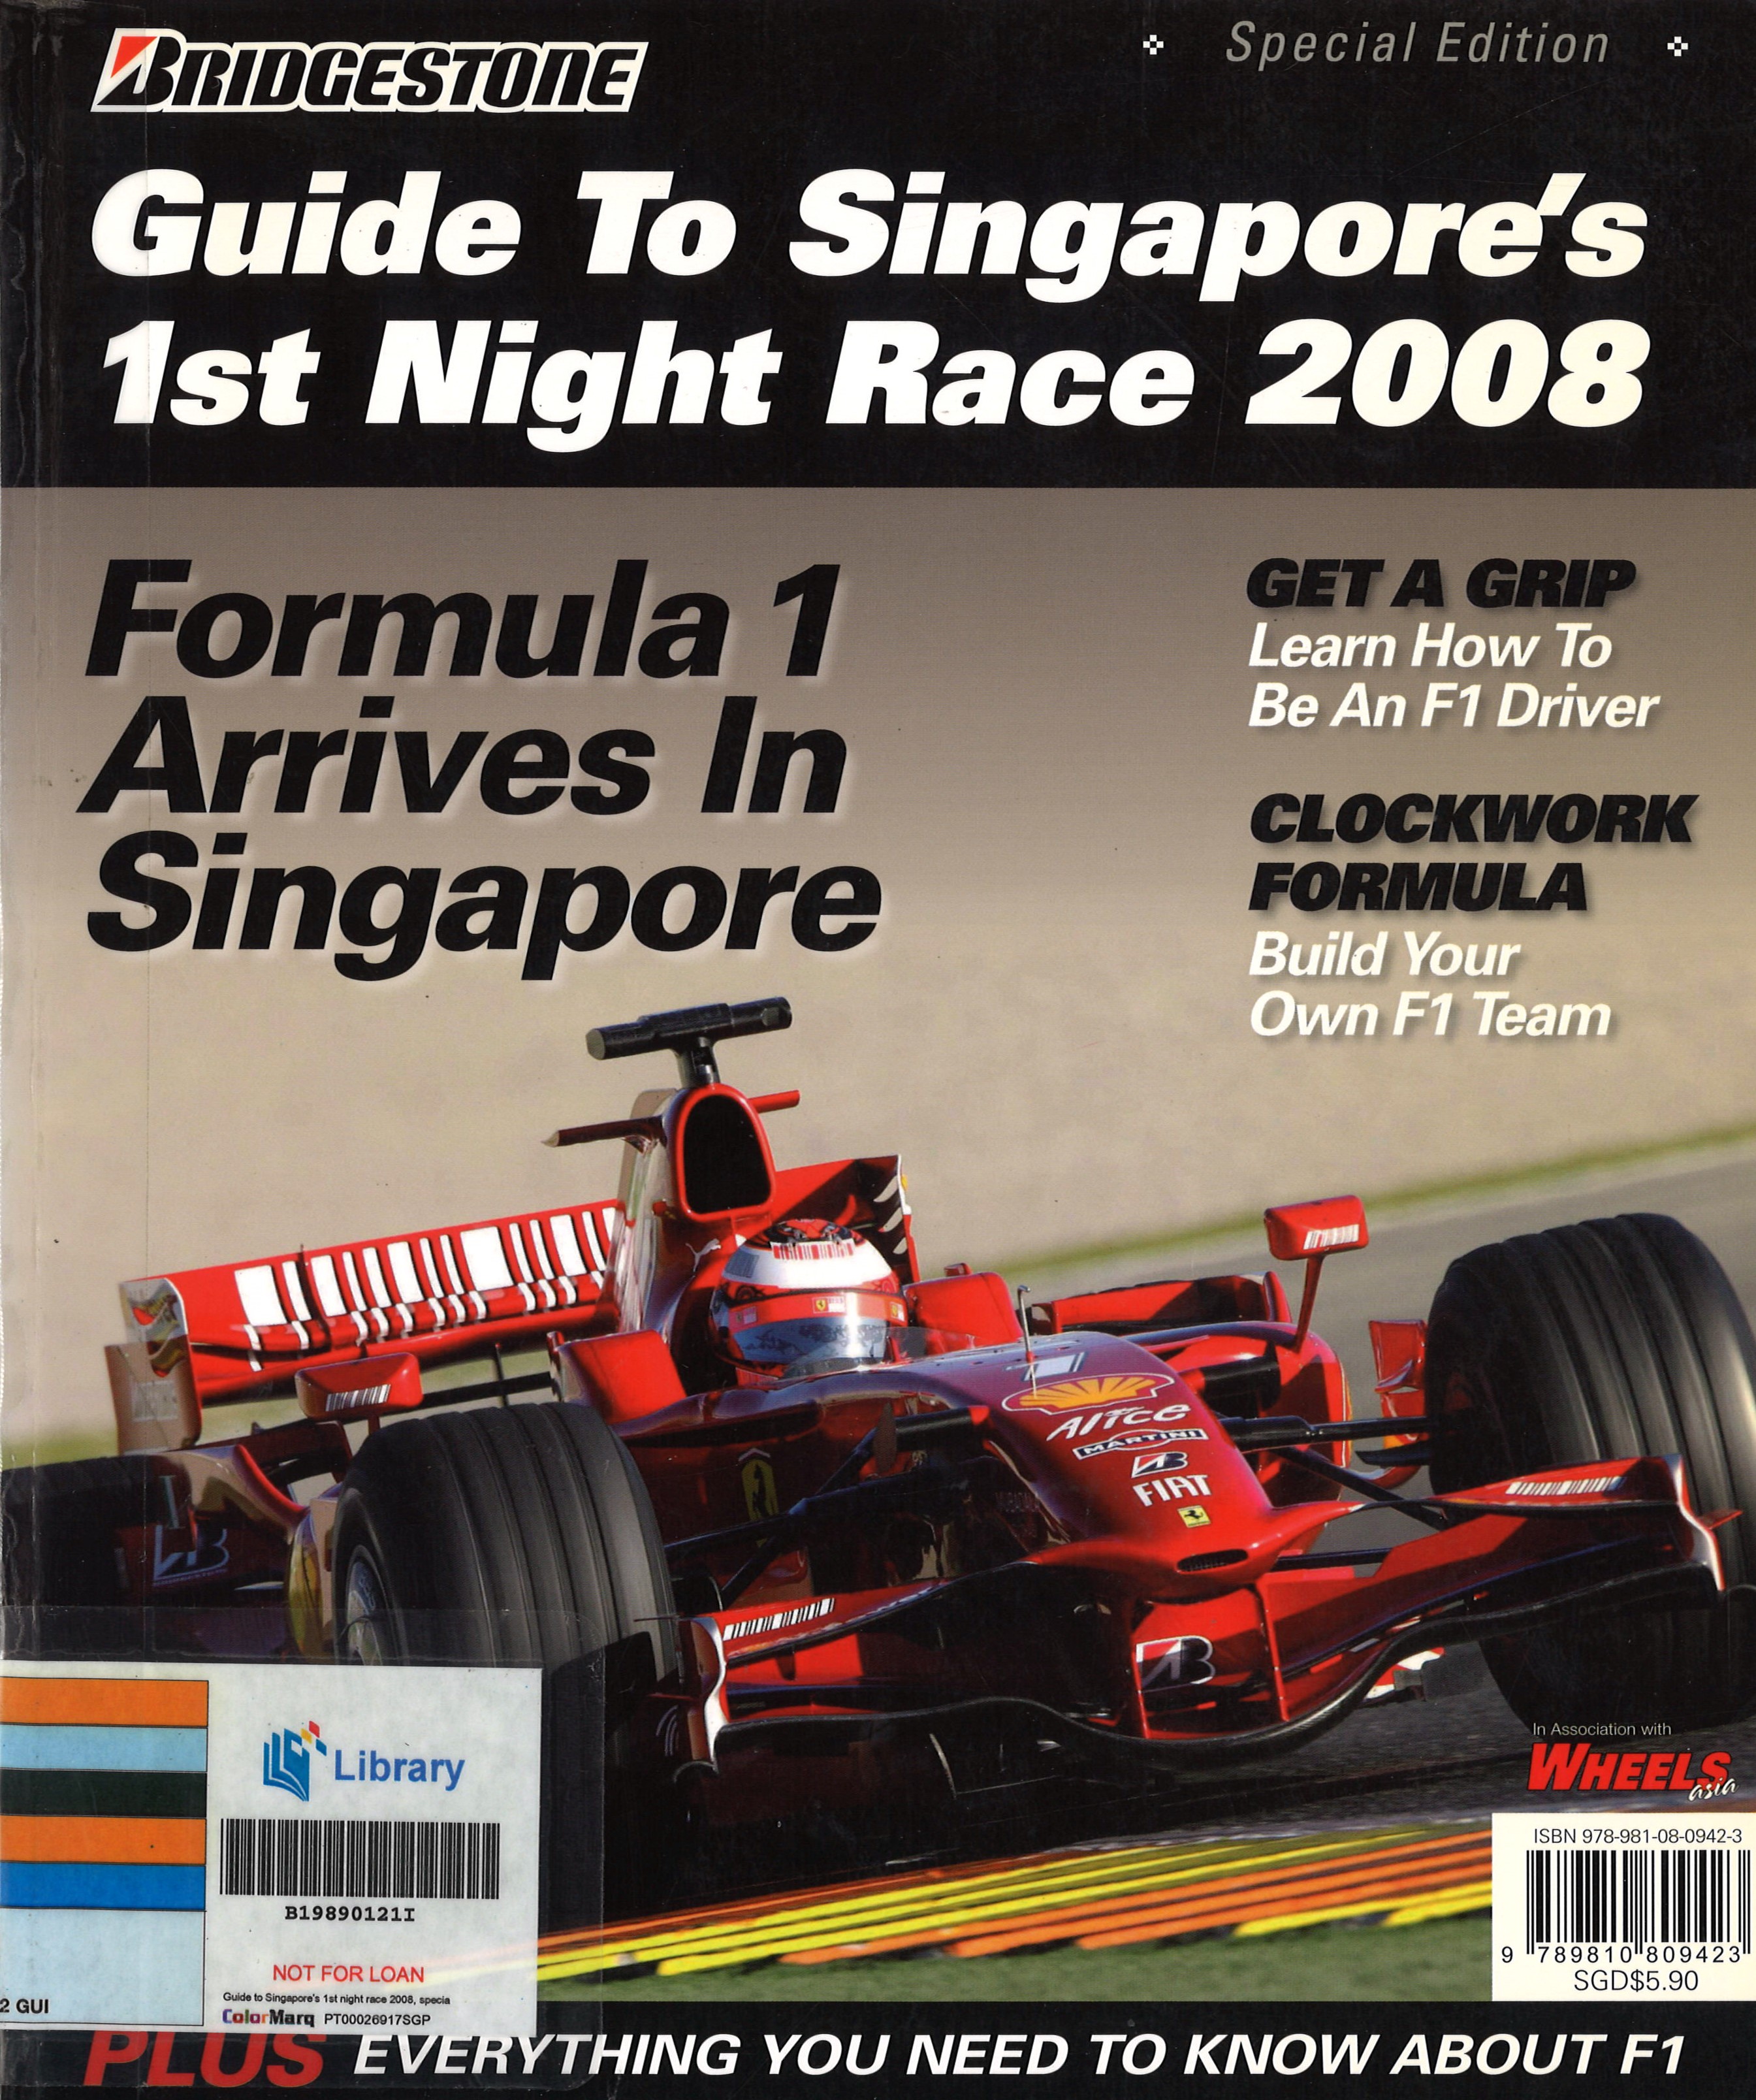 BRIDGESTONE
Special Edition
Guide To Singapore's
1st Night Race 2008
Formula 1
Arrives In
Singapore
GET A GRIP
Learn How To
Be An F1 Driver
CLOCKWORK
FORMULA
Build Your
Own F1 Team
1
Alice
MARTINI
B
FIAT
B
B
In Association with
WHEELS
asia
ISBN 978-981-08-0942-3
9 789810 809423
SGD$5.90
Library
B19890121I
NOT FOR LOAN
Guide to Singapore's 1st night race 2008, specia
ColorMarq PT00026917SGP
2 GUI
PLUS EVERYTHING YOU NEED TO KNOW ABOUT F1